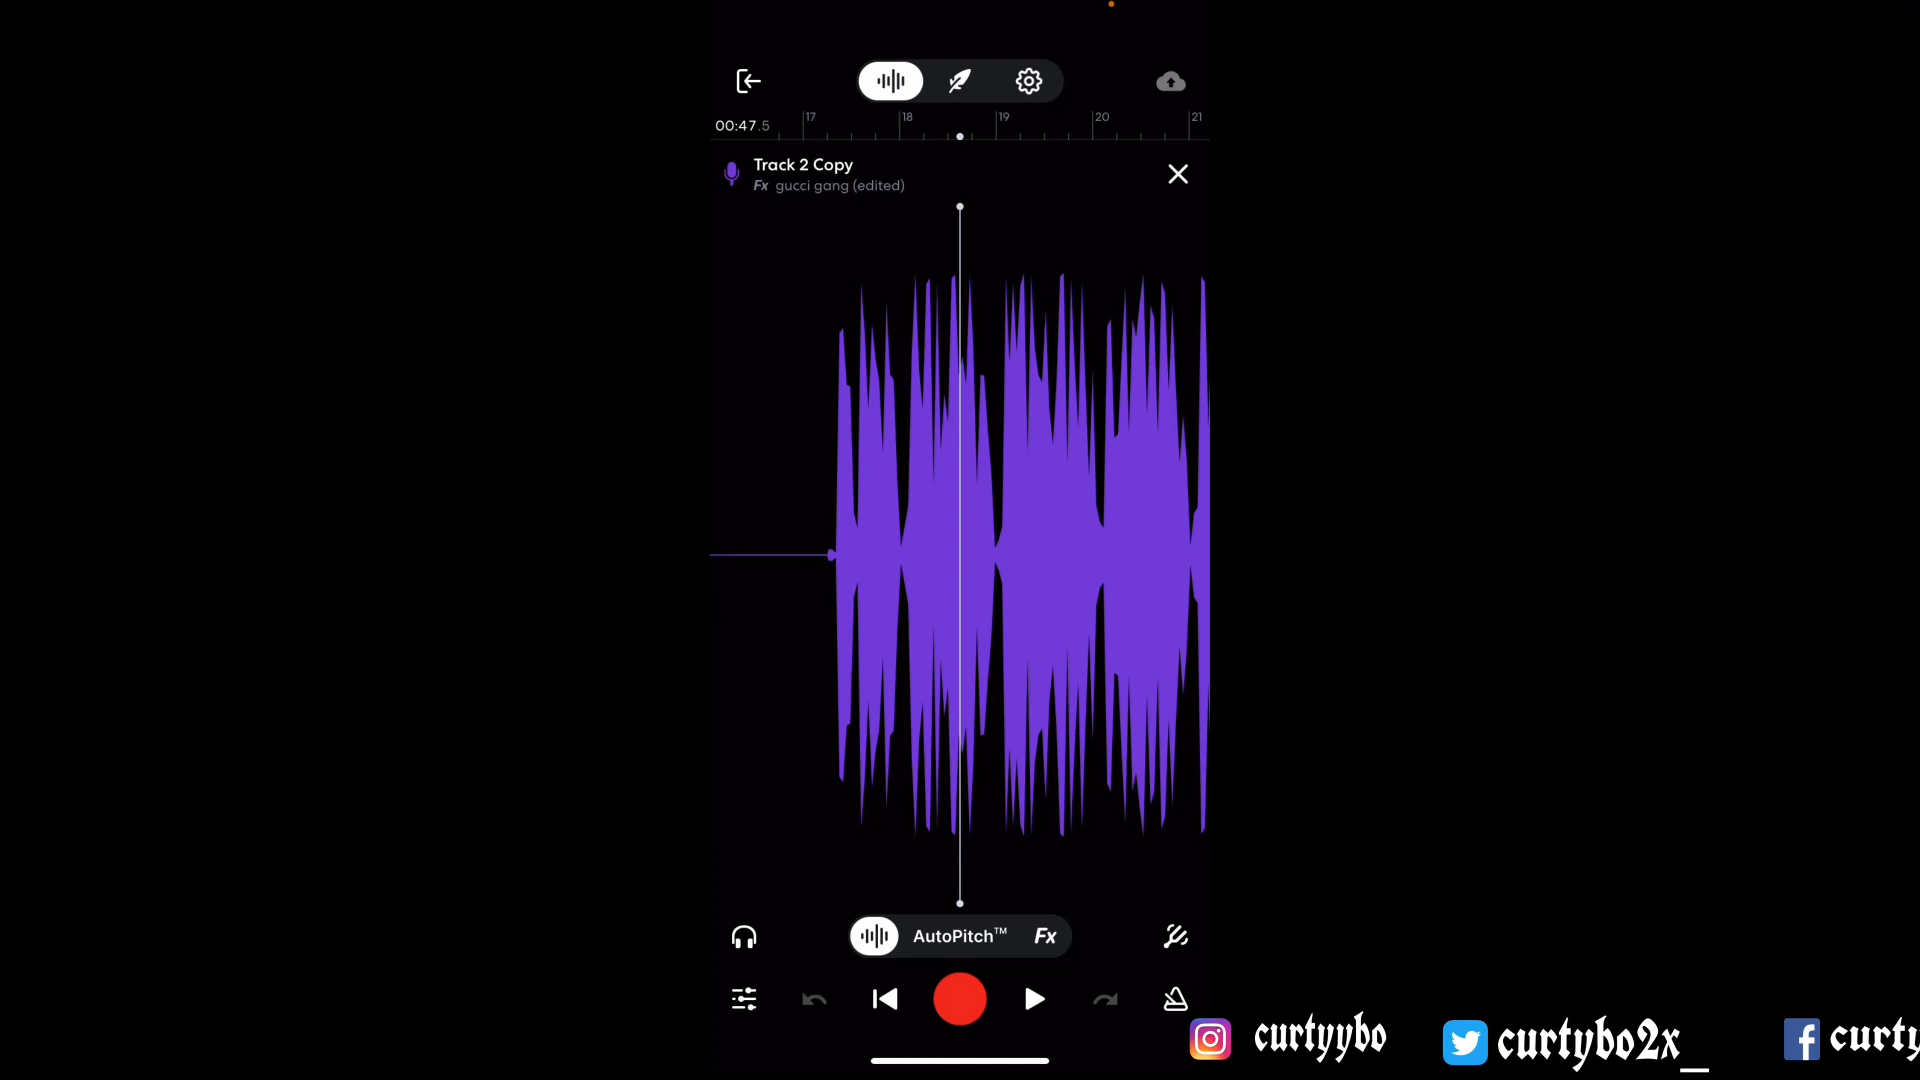 17 18 19 20 21
00:47.5
Track 2 Copy
Fx gucci gang (edited)
AutoPitch™ Fx
curtyybo curtybo2x_ curty